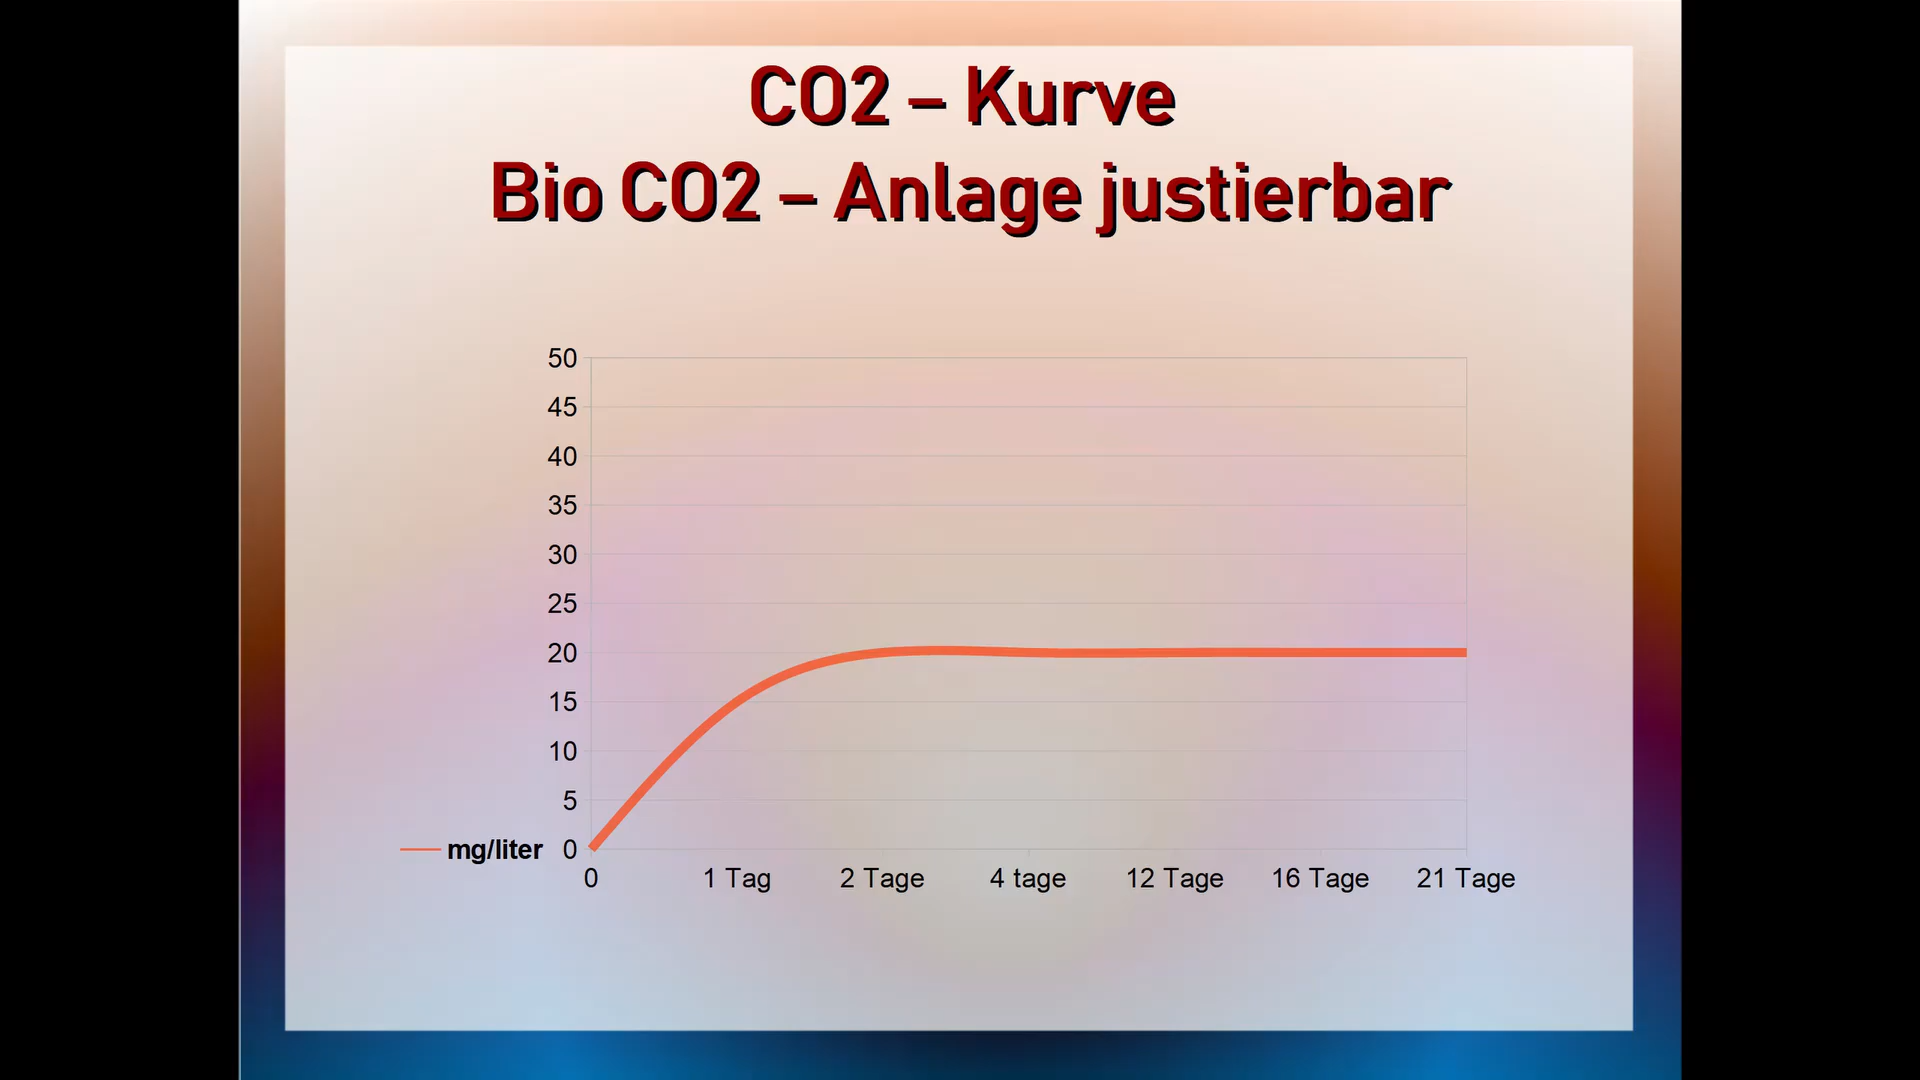 CO2 – Kurve
Bio CO2 – Anlage justierbar
50
45
40
35
30
25
20
15
10
5
mg/liter 0
0 1 Tag 2 Tage 4 tage 12 Tage 16 Tage 21 Tage